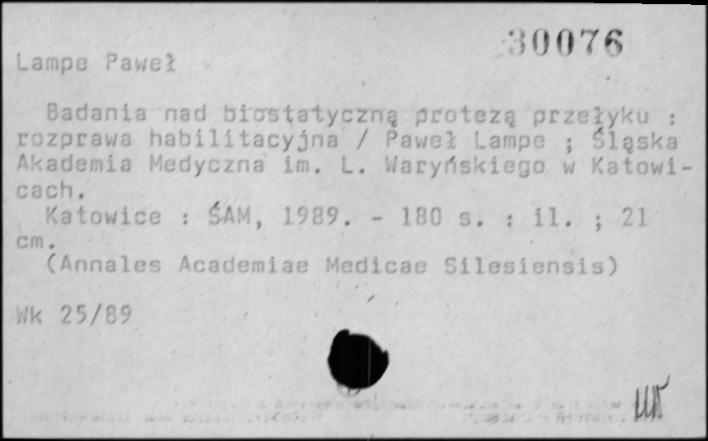 30076
Lampe Paweł
Badania nad biostatyczną protezą przełyku :
rozprawa habilitacyjna / Paweł Lampe ; Śląska
Akademia Medyczna im. L. Waryńskiego w Katowi-
cach.
Katowice : ŚAM, 1989. - 180 s. : il. ; 21
cm.
(Annales Academiae Medicae Silesiensis)
Wk 25/89